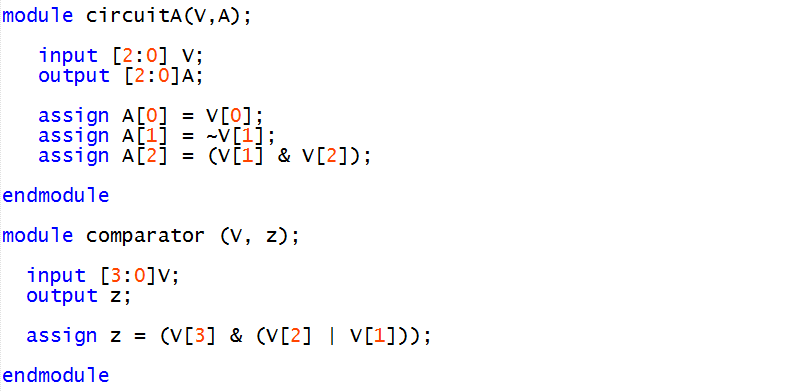 module circuitA(V,A);
input [2:0] V;
output [2:0]A;
assign A[0] = V[0];
assign A[1] = ~V[1];
assign A[2] = (V[1] & V[2]);
endmodule
module comparator (V, z);
input [3:0]V;
output z;
assign z = (V[3] & (V[2] | V[1]));
endmodule